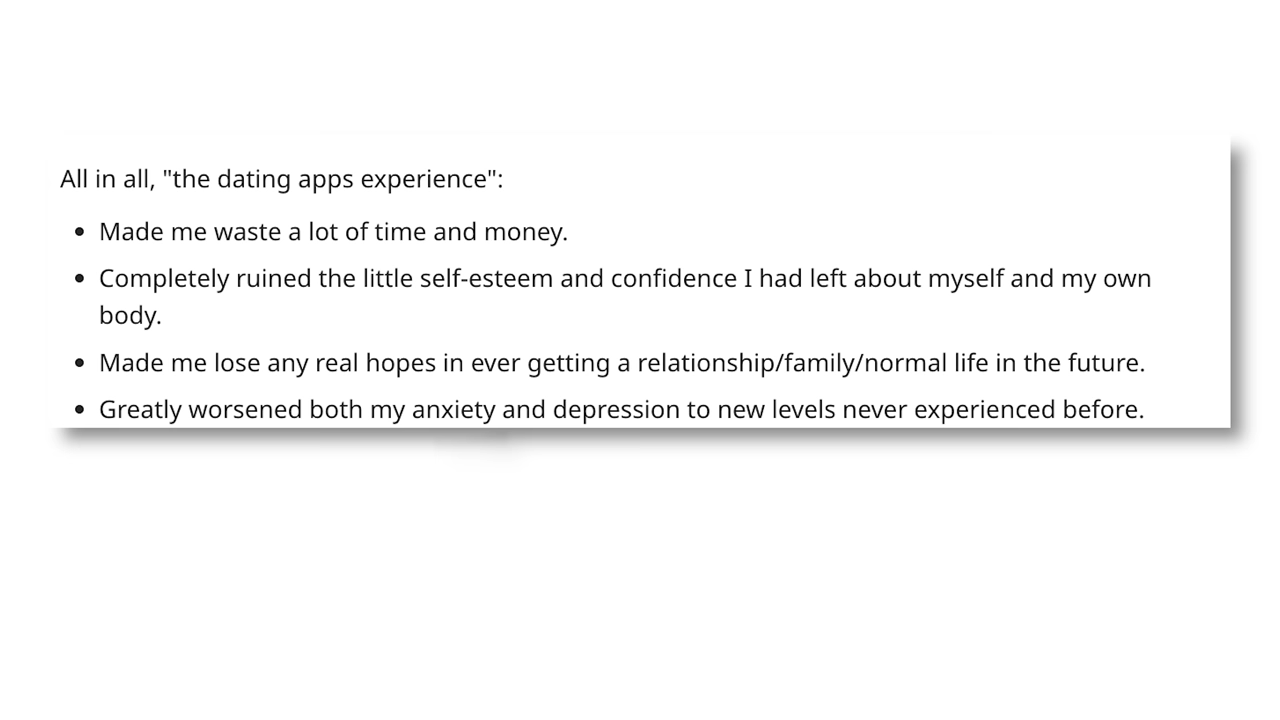 All in all, "the dating apps experience":
• Made me waste a lot of time and money.
• Completely ruined the little self-esteem and confidence I had left about myself and my own
body.
• Made me lose any real hopes in ever getting a relationship/family/normal life in the future.
• Greatly worsened both my anxiety and depression to new levels never experienced before.